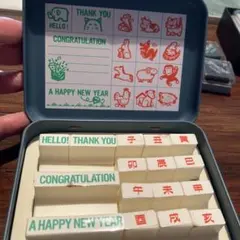 THANK YOU
HELLO!
CONGRATULATION
A HAPPY NEW YEAR
HELLO! THANK YOU 子 丑 寅
卯 辰 巳
CONGRATULATION
午 未 申
A HAPPY NEW YEAR 酉 戌 亥